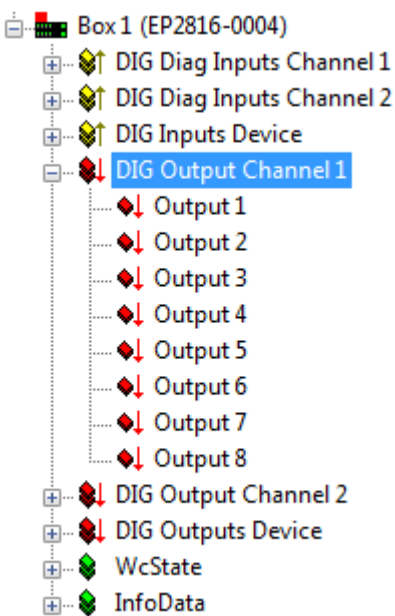 Box 1 (EP2816-0004)
DIG Diag Inputs Channel 1
DIG Diag Inputs Channel 2
DIG Inputs Device
DIG Output Channel 1
Output 1
Output 2
Output 3
Output 4
Output 5
Output 6
Output 7
Output 8
DIG Output Channel 2
DIG Outputs Device
WcState
InfoData